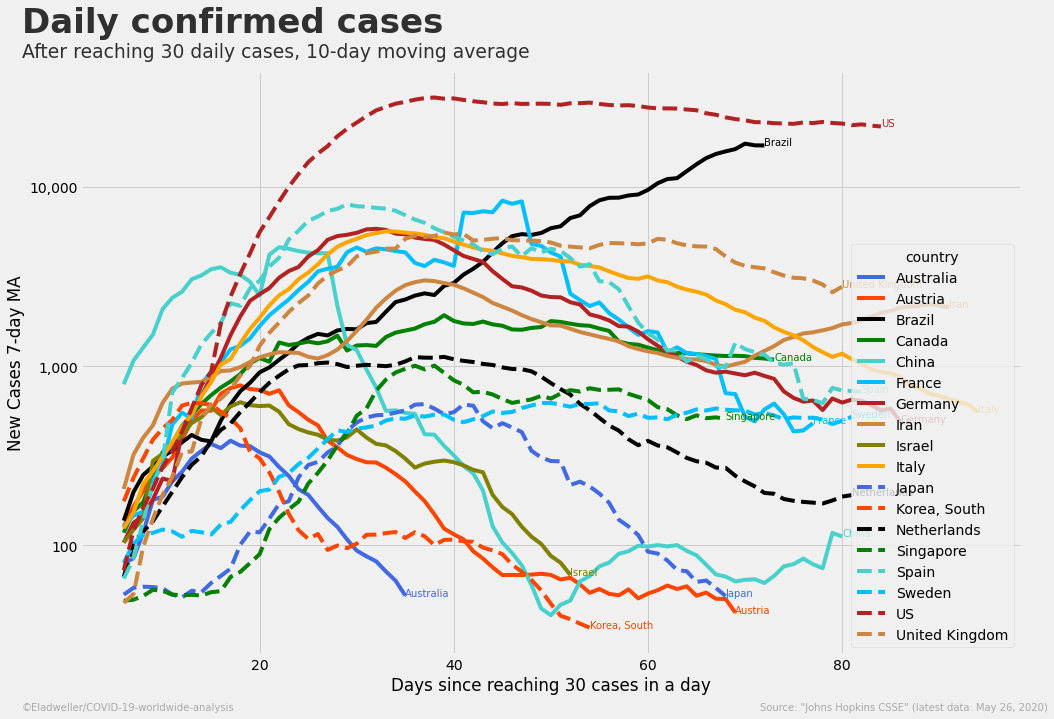 Daily confirmed cases
After reaching 30 daily cases, 10-day moving average
New Cases 7-day MA
10,000
1,000
100
20
40
60
80
Days since reaching 30 cases in a day
US
Brazil
United Kingdom
Iran
Canada
Spain
Italy
Singapore
France
Sweden
Germany
Netherlands
China
Israel
Australia
Japan
Austria
Korea, South
country
Australia
Austria
Brazil
Canada
China
France
Germany
Iran
Israel
Italy
Japan
Korea, South
Netherlands
Singapore
Spain
Sweden
US
United Kingdom
©Eladweller/COVID-19-worldwide-analysis
Source: "Johns Hopkins CSSE" (latest data: May 26, 2020)